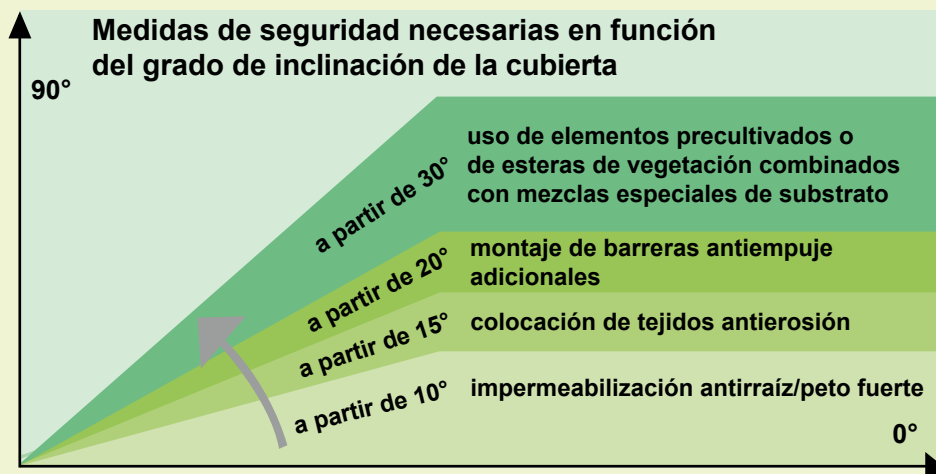 Medidas de seguridad necesarias en función
del grado de inclinación de la cubierta
90°
a partir de 30°
uso de elementos precultivados o
de esteras de vegetación combinados
con mezclas especiales de substrato
a partir de 20°
montaje de barreras antiempuje
adicionales
a partir de 15°
colocación de tejidos antierosión
a partir de 10°
impermeabilización antirraíz/peto fuerte
0°